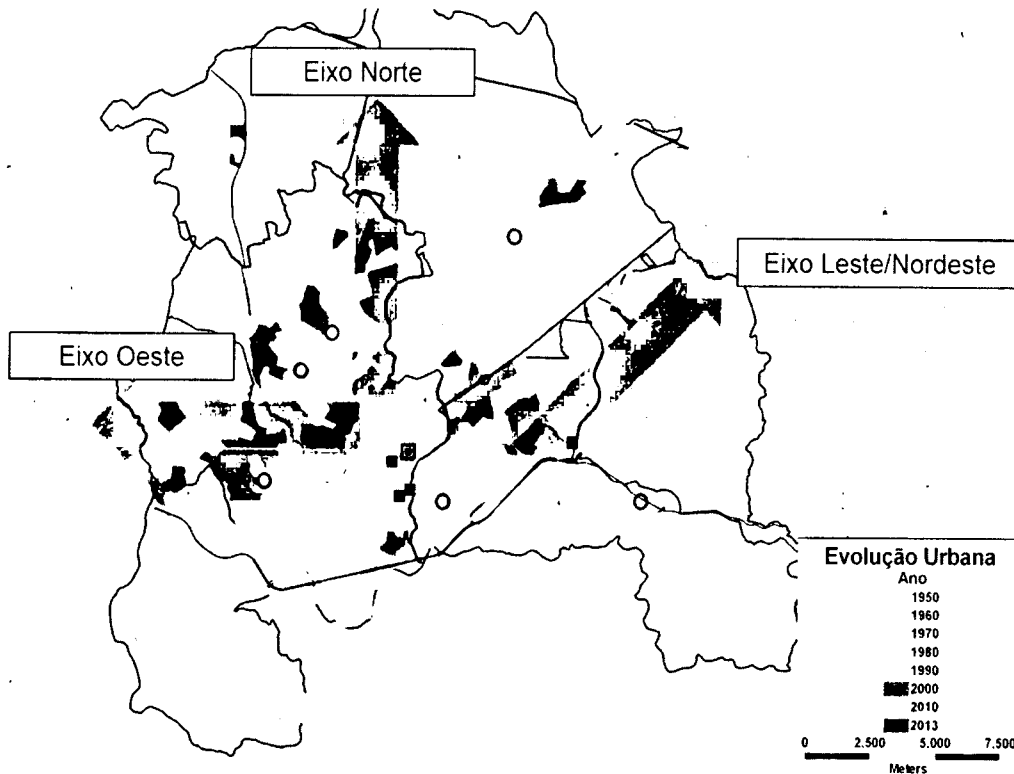 Eixo Norte
Eixo Leste/Nordeste
Eixo Oeste
Evolução Urbana
Ano
1950
1960
1970
1980
1990
2000
2010
2013
0 2.500 5.000 7.500
Meters